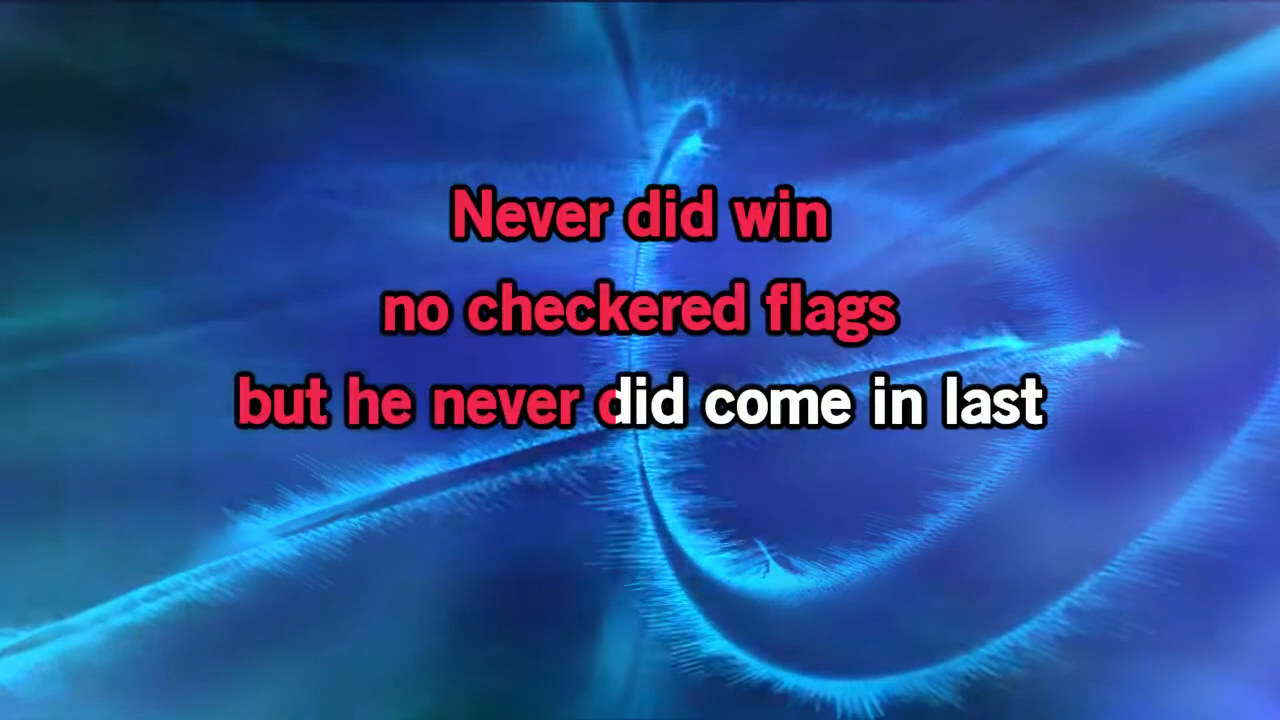 Never did win
no checkered flags
but he never did come in last